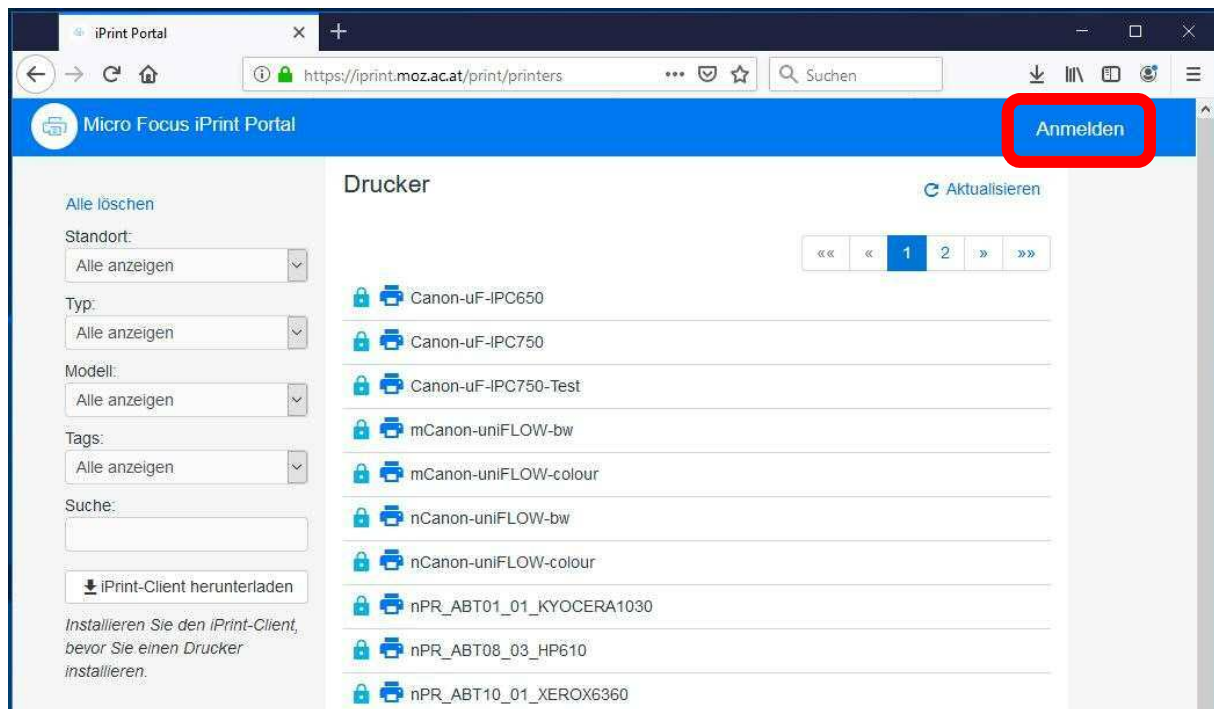 iPrint Portal
https://iprint.moz.ac.at/print/printers
Suchen
Micro Focus iPrint Portal
Anmelden
Alle löschen
Standort:
Alle anzeigen
Typ:
Alle anzeigen
Modell:
Alle anzeigen
Tags:
Alle anzeigen
Suche:
iPrint-Client herunterladen
Installieren Sie den iPrint-Client,
bevor Sie einen Drucker
installieren.
Drucker
Aktualisieren
«« « 1 2 » »»
Canon-uF-IPC650
Canon-uF-IPC750
Canon-uF-IPC750-Test
mCanon-uniFLOW-bw
mCanon-uniFLOW-colour
nCanon-uniFLOW-bw
nCanon-uniFLOW-colour
nPR_ABT01_01_KYOCERA1030
nPR_ABT08_03_HP610
nPR_ABT10_01_XEROX6360